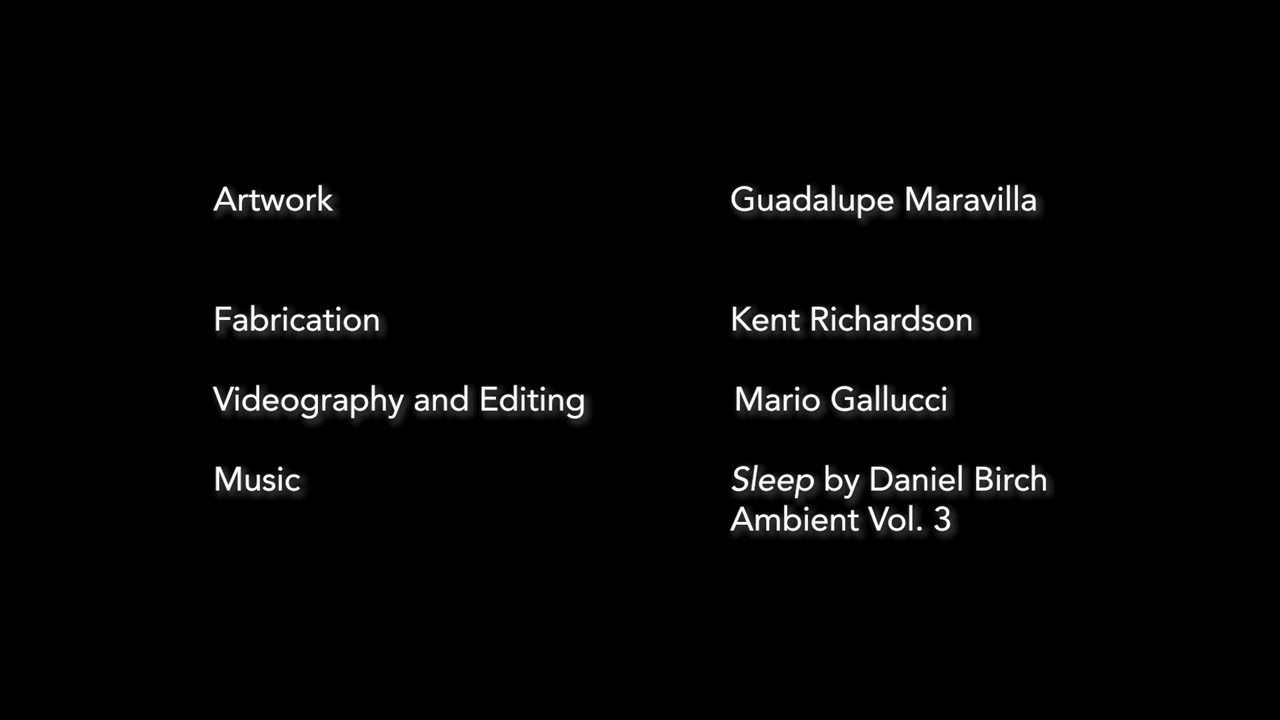 Artwork Guadalupe Maravilla
Fabrication Kent Richardson
Videography and Editing Mario Gallucci
Music Sleep by Daniel Birch
Ambient Vol. 3